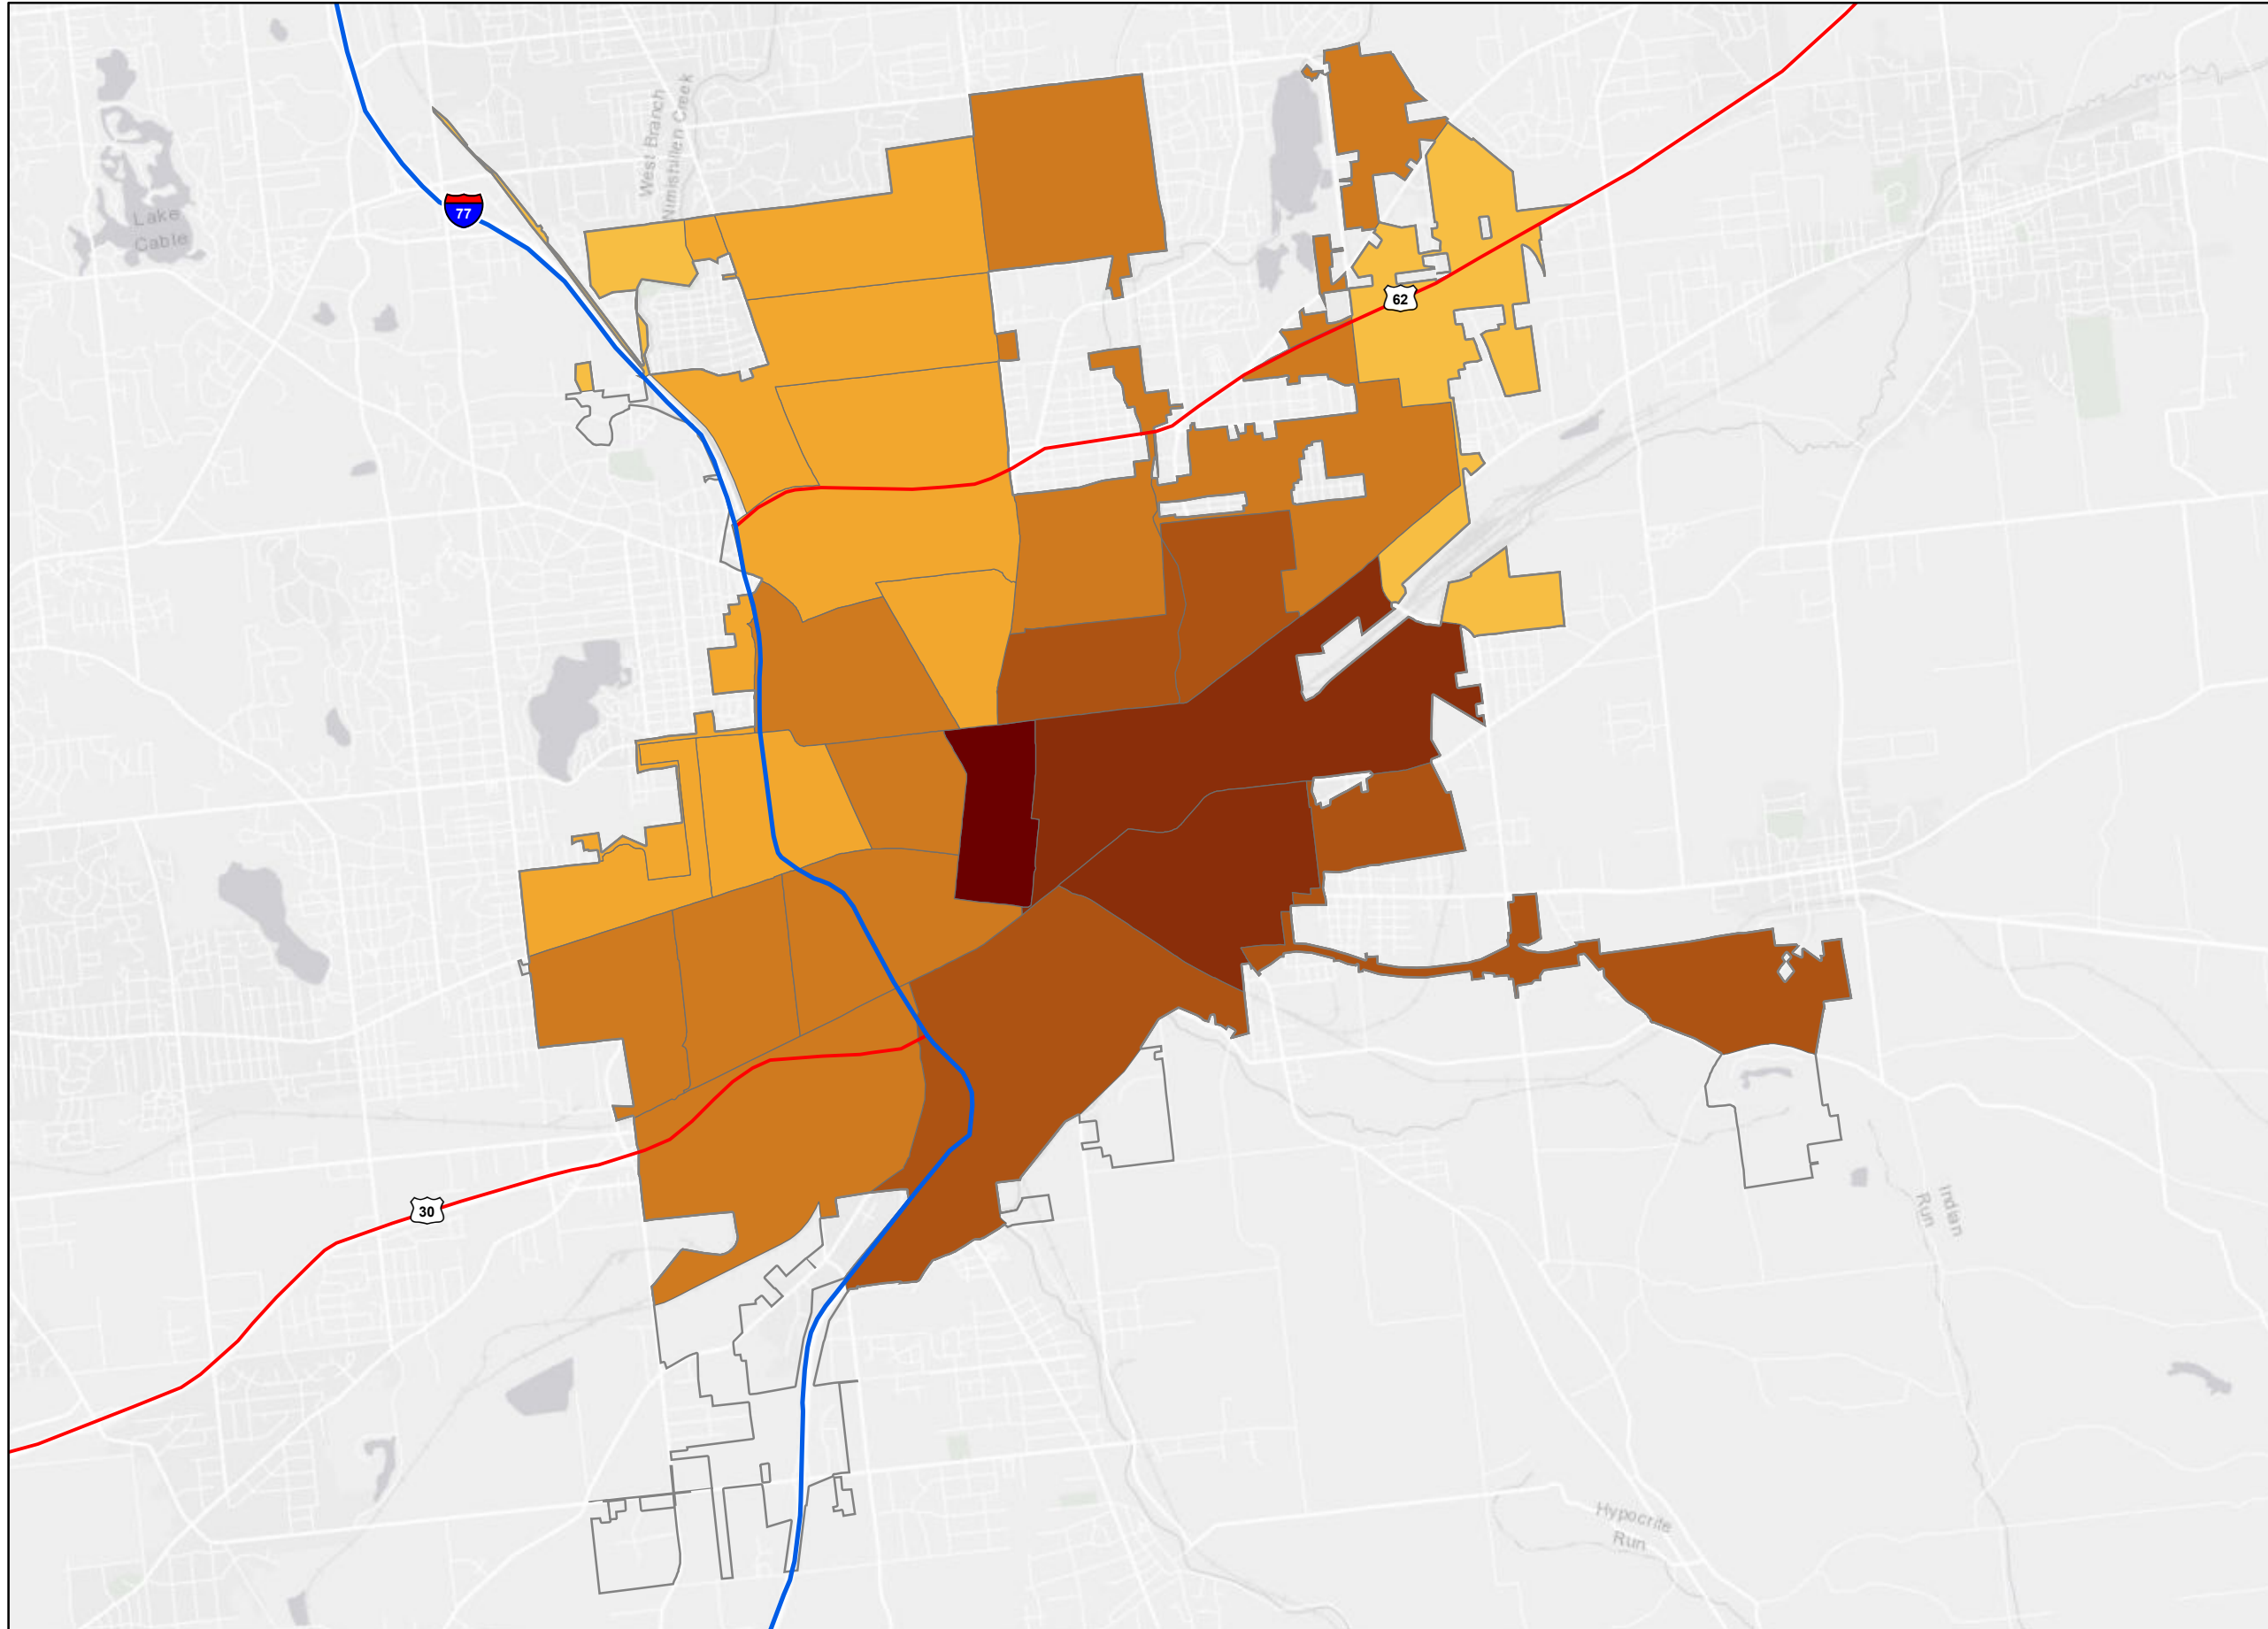 West Branch
Nimishillen Creek
Lake
Cable
77
62
30
Indian
Run
Hypocrite
Run